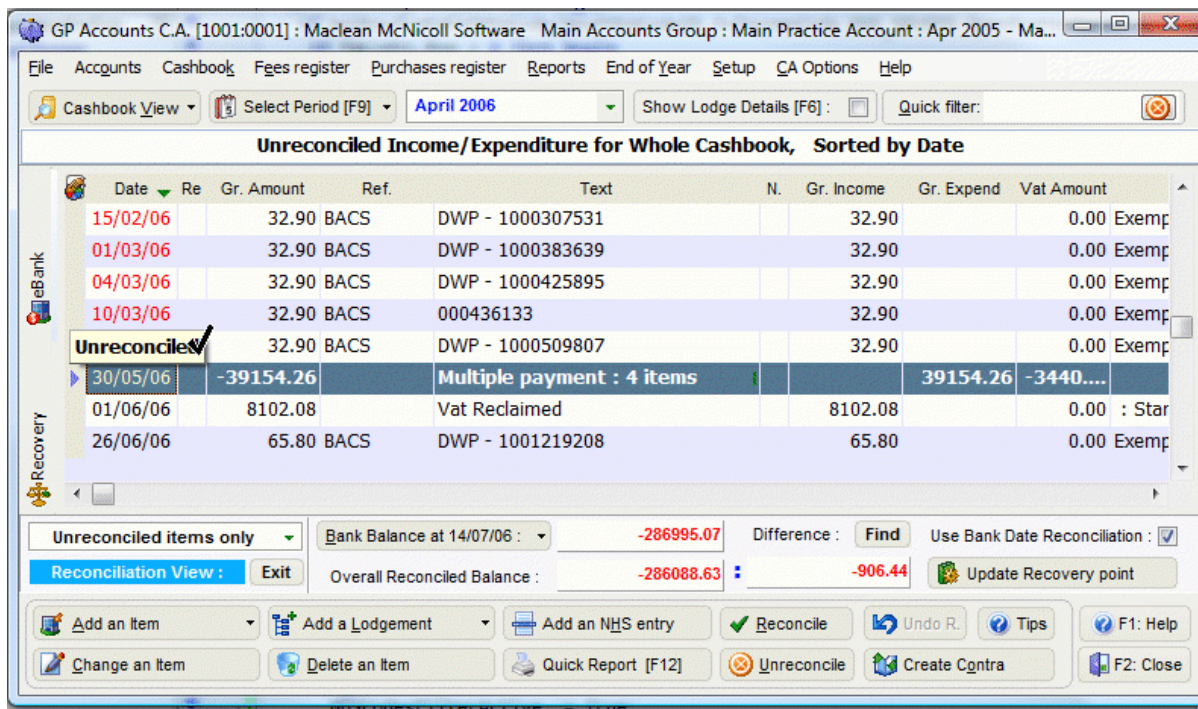 GP Accounts C.A. [1001:0001] : Maclean McNicoll Software Main Accounts Group : Main Practice Account : Apr 2005 - Ma...
File Accounts Cashbook Fees register Purchases register Reports End of Year Setup CA Options Help
Cashbook View Select Period [F9] April 2006 Show Lodge Details [F6] : Quick filter:
Unreconciled Income/Expenditure for Whole Cashbook, Sorted by Date
Date Re Gr. Amount Ref. Text N. Gr. Income Gr. Expend Vat Amount
15/02/06 32.90 BACS DWP - 1000307531 32.90 0.00 Exemp
01/03/06 32.90 BACS DWP - 1000383639 32.90 0.00 Exemp
04/03/06 32.90 BACS DWP - 1000425895 32.90 0.00 Exemp
10/03/06 32.90 BACS 000436133 32.90 0.00 Exemp
Unreconciles 32.90 BACS DWP - 1000509807 32.90 0.00 Exemp
30/05/06 -39154.26 Multiple payment : 4 items 39154.26 -3440....
01/06/06 8102.08 Vat Reclaimed 8102.08 0.00 : Star
26/06/06 65.80 BACS DWP - 1001219208 65.80 0.00 Exemp
eBank
Recovery
Unreconciled items only Bank Balance at 14/07/06 : -286995.07 Difference : Find Use Bank Date Reconciliation :
Reconciliation View : Exit Overall Reconciled Balance : -286088.63 : -906.44 Update Recovery point
Add an Item Add a Lodgement Add an NHS entry Reconcile Undo R. Tips F1: Help
Change an Item Delete an Item Quick Report [F12] Unreconcile Create Contra F2: Close